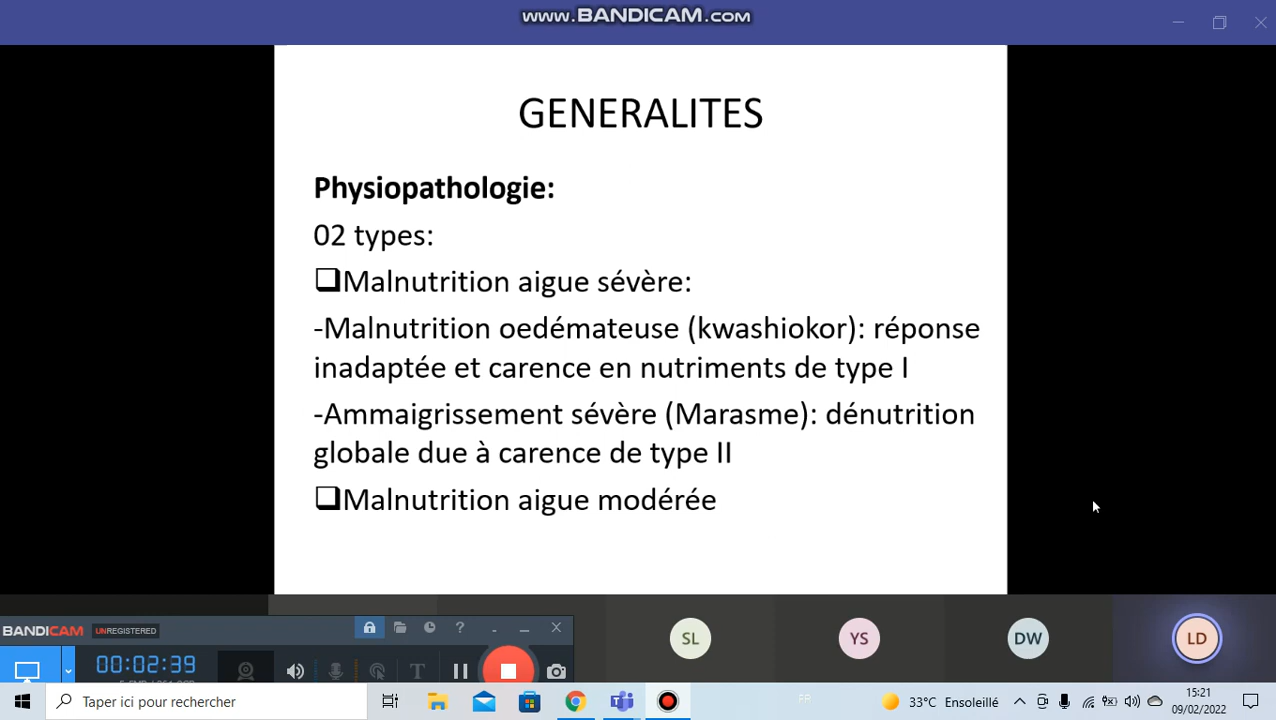 www.BANDICAM.com
GENERALITES
Physiopathologie:
02 types:
❑Malnutrition aigue sévère:
-Malnutrition oedémateuse (kwashiokor): réponse
inadaptée et carence en nutriments de type I
-Ammaigrissement sévère (Marasme): dénutrition
globale due à carence de type II
❑Malnutrition aigue modérée
SL
YS
DW
LD
BANDICAM UNREGISTERED
00:02:39
Taper ici pour rechercher
FR
33°C Ensoleillé
15:21
09/02/2022